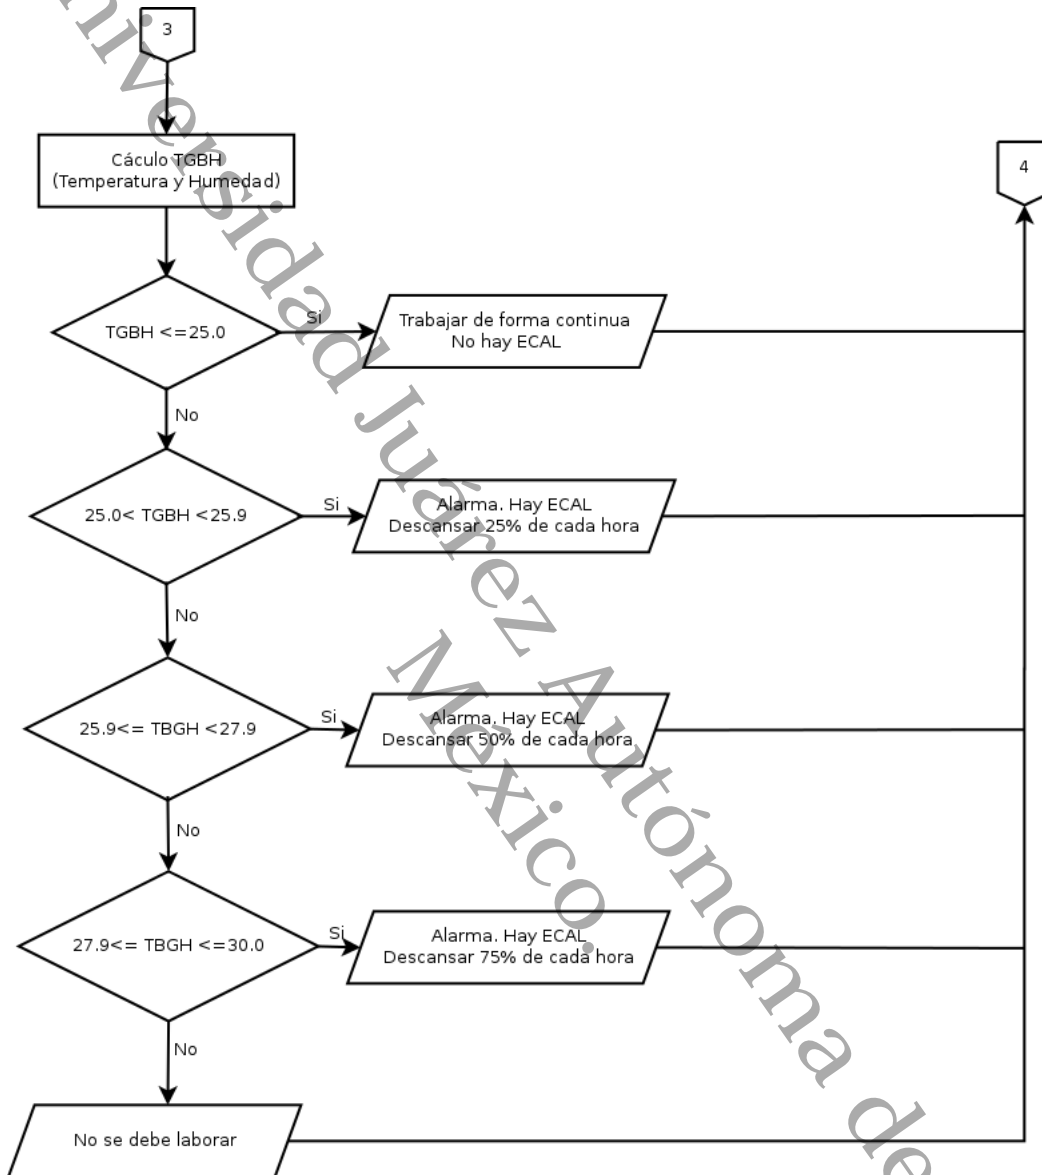 3
Cáculo TGBH
(Temperatura y Humedad)
4
TGBH <=25.0
Si
Trabajar de forma continua
No hay ECAL
No
25.0< TGBH <25.9
Si
Alarma. Hay ECAL
Descansar 25% de cada hora
No
25.9<= TBGH <27.9
Si
Alarma. Hay ECAL
Descansar 50% de cada hora
No
27.9<= TBGH <=30.0
Si
Alarma. Hay ECAL
Descansar 75% de cada hora
No
No se debe laborar
niversidad Juárez Autónoma de
México.